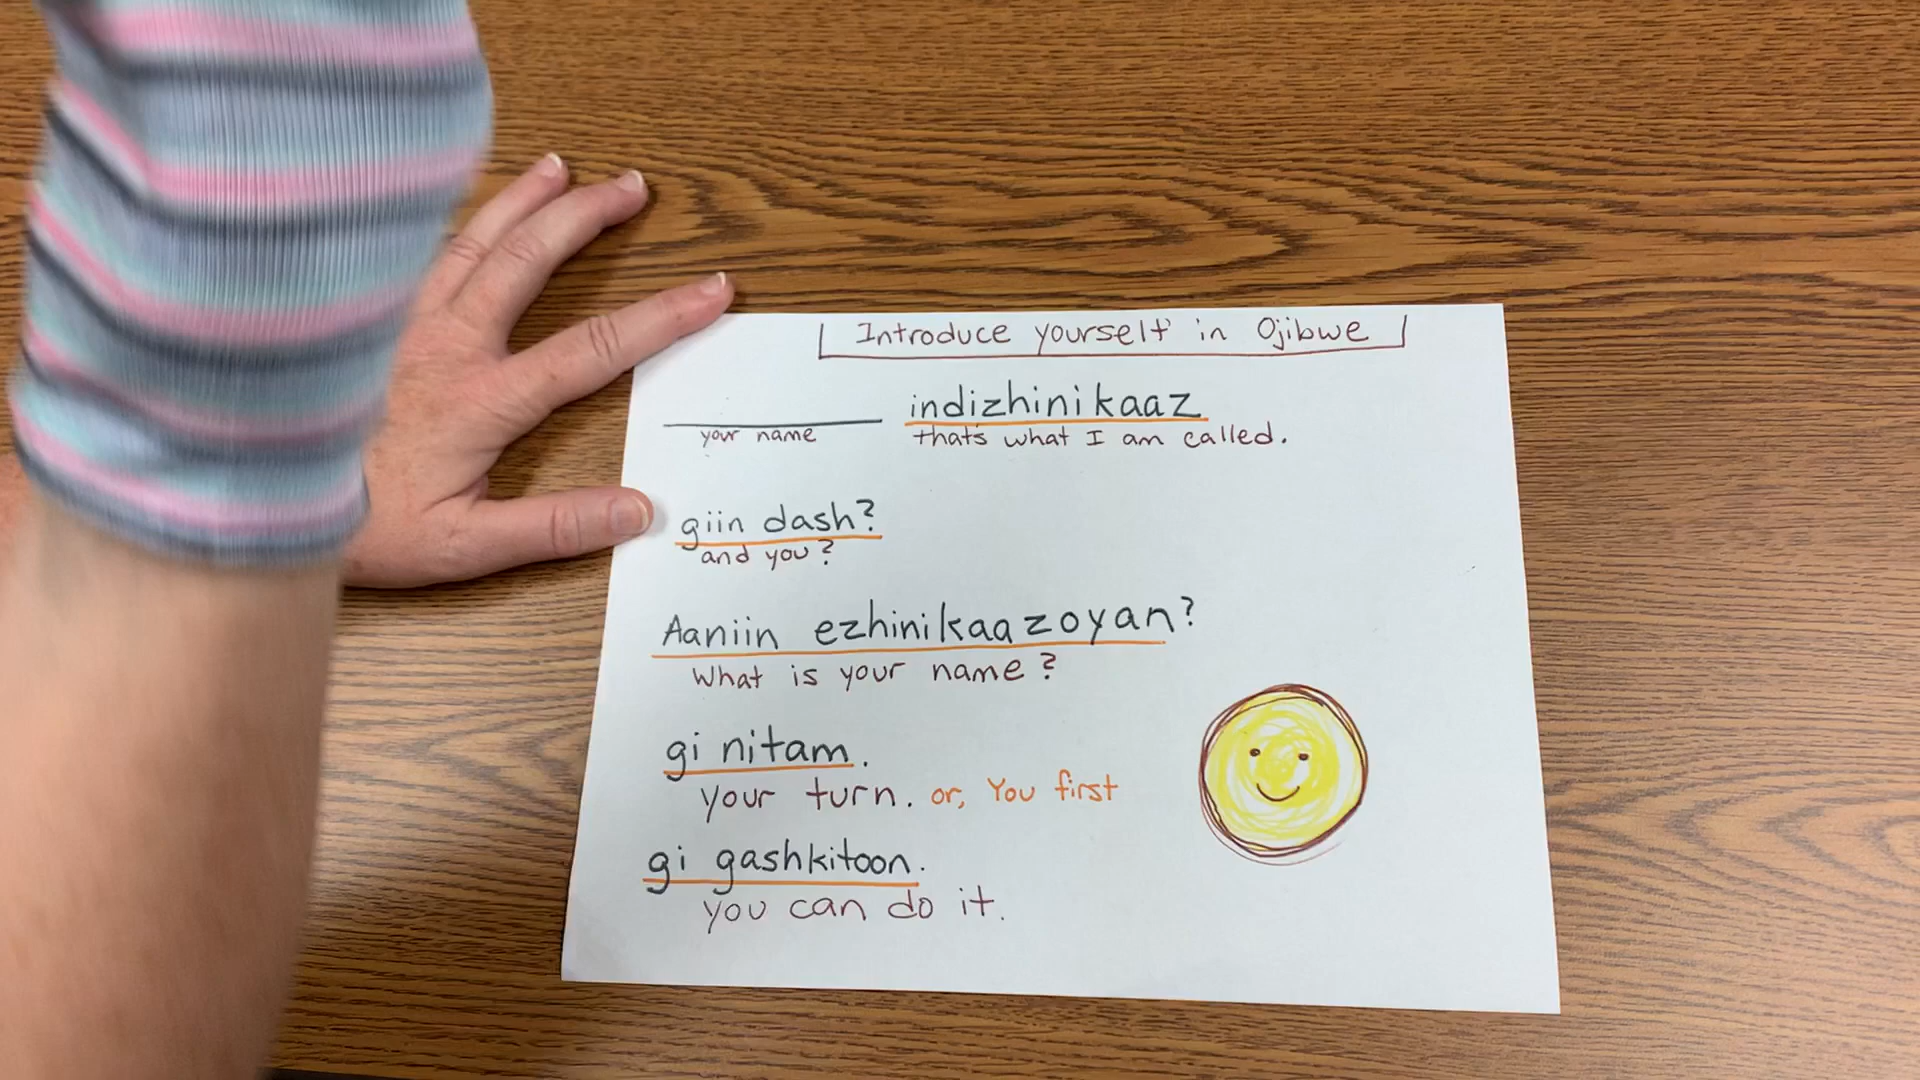 Introduce yourself in Ojibwe
________ indizhinikaaz
your name that's what I am called.
giin dash?
and you?
Aaniin ezhinikaazoyan?
What is your name?
gi nitam.
your turn. or, You first
gi gashkitoon.
you can do it.